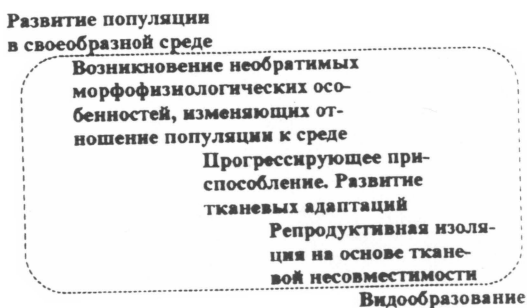 Развитие популяции
в своеобразной среде
Возникновение необратимых
морфофизиологических осо-
бенностей, изменяющих от-
ношение популяции к среде
Прогрессирующее при-
способление. Развитие
тканевых адаптаций
Репродуктивная изоля-
ция на основе ткане-
вой несовместимости
Видообразование